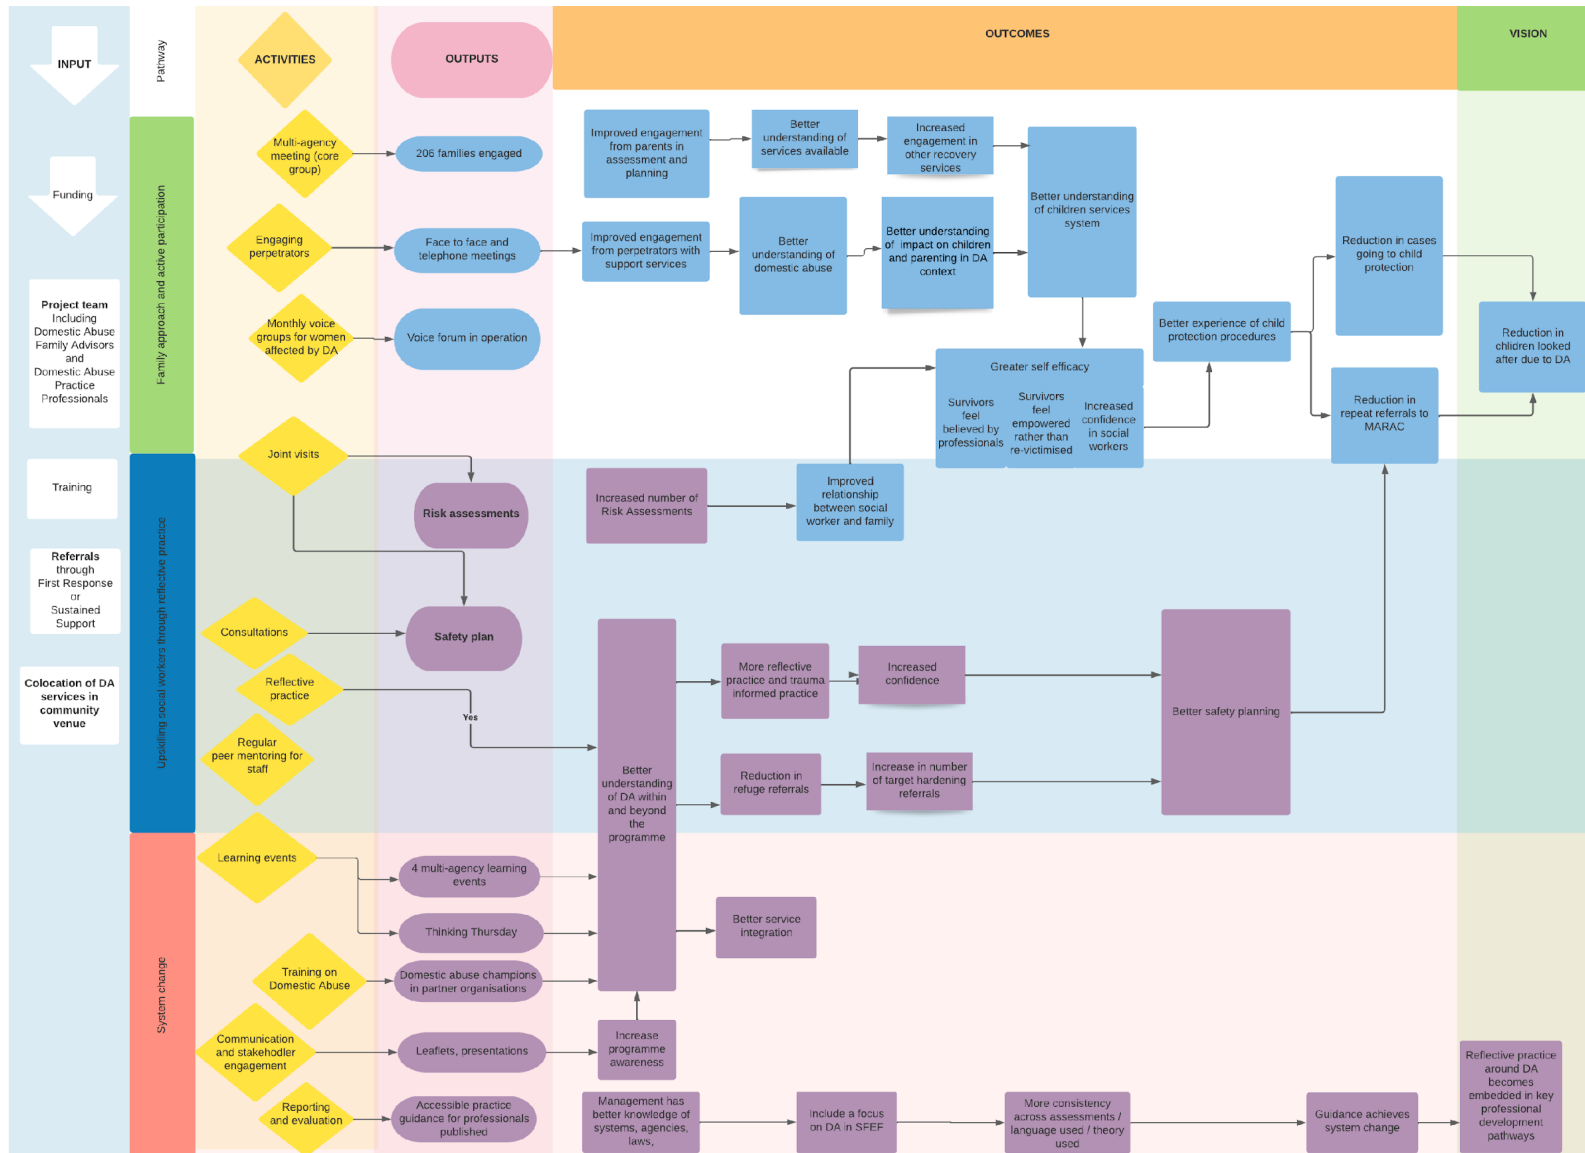 INPUT
Pathway
ACTIVITIES
OUTPUTS
OUTCOMES
VISION
Funding
Project team
Including
Domestic Abuse
Family Advisors
and
Domestic Abuse
Practice
Professionals
Training
Referrals
through
First Response
or
Sustained
Support
Colocation of DA
services in
community
venue
Family approach and active participation
Multi-agency
meeting (core
group)
206 families engaged
Improved engagement
from parents in
assessment and
planning
Better
understanding of
services available
Increased
engagement in
other recovery
services
Better understanding
of children services
system
Engaging
perpetrators
Face to face and
telephone meetings
Improved engagement
from perpetrators with
support services
Better
understanding of
domestic abuse
Better understanding
of impact on children
and parenting in DA
context
Reduction in cases
going to child
protection
Monthly voice
groups for women
affected by DA
Voice forum in operation
Better experience of child
protection procedures
Reduction in
children looked
after due to DA
Greater self efficacy
Survivors
feel
believed by
professionals
Survivors
feel
empowered
rather than
re-victimised
Increased
confidence
in social
workers
Reduction in
repeat referrals to
MARAC
Upskilling social workers through reflective practice
Joint visits
Risk assessments
Increased number of
Risk Assessments
Improved
relationship
between social
worker and family
Consultations
Safety plan
Reflective
practice
Yes
Regular
peer mentoring for
staff
Better
understanding
of DA within
and beyond
the
programme
More reflective
practice and trauma
informed practice
Increased
confidence
Better safety planning
Reduction in
refuge referrals
Increase in number
of target hardening
referrals
System change
Learning events
4 multi-agency learning
events
Thinking Thursday
Better service
integration
Training on
Domestic Abuse
Domestic abuse champions
in partner organisations
Communication
and stakehodler
engagement
Leaflets, presentations
Increase
programme
awareness
Reporting
and evaluation
Accessible practice
guidance for professionals
published
Management has
better knowledge of
systems, agencies,
laws,
Include a focus
on DA in SFEF
More consistency
across assessments /
language used / theory
used
Guidance achieves
system change
Reflective practice
around DA
becomes
embedded in key
professional
development
pathways